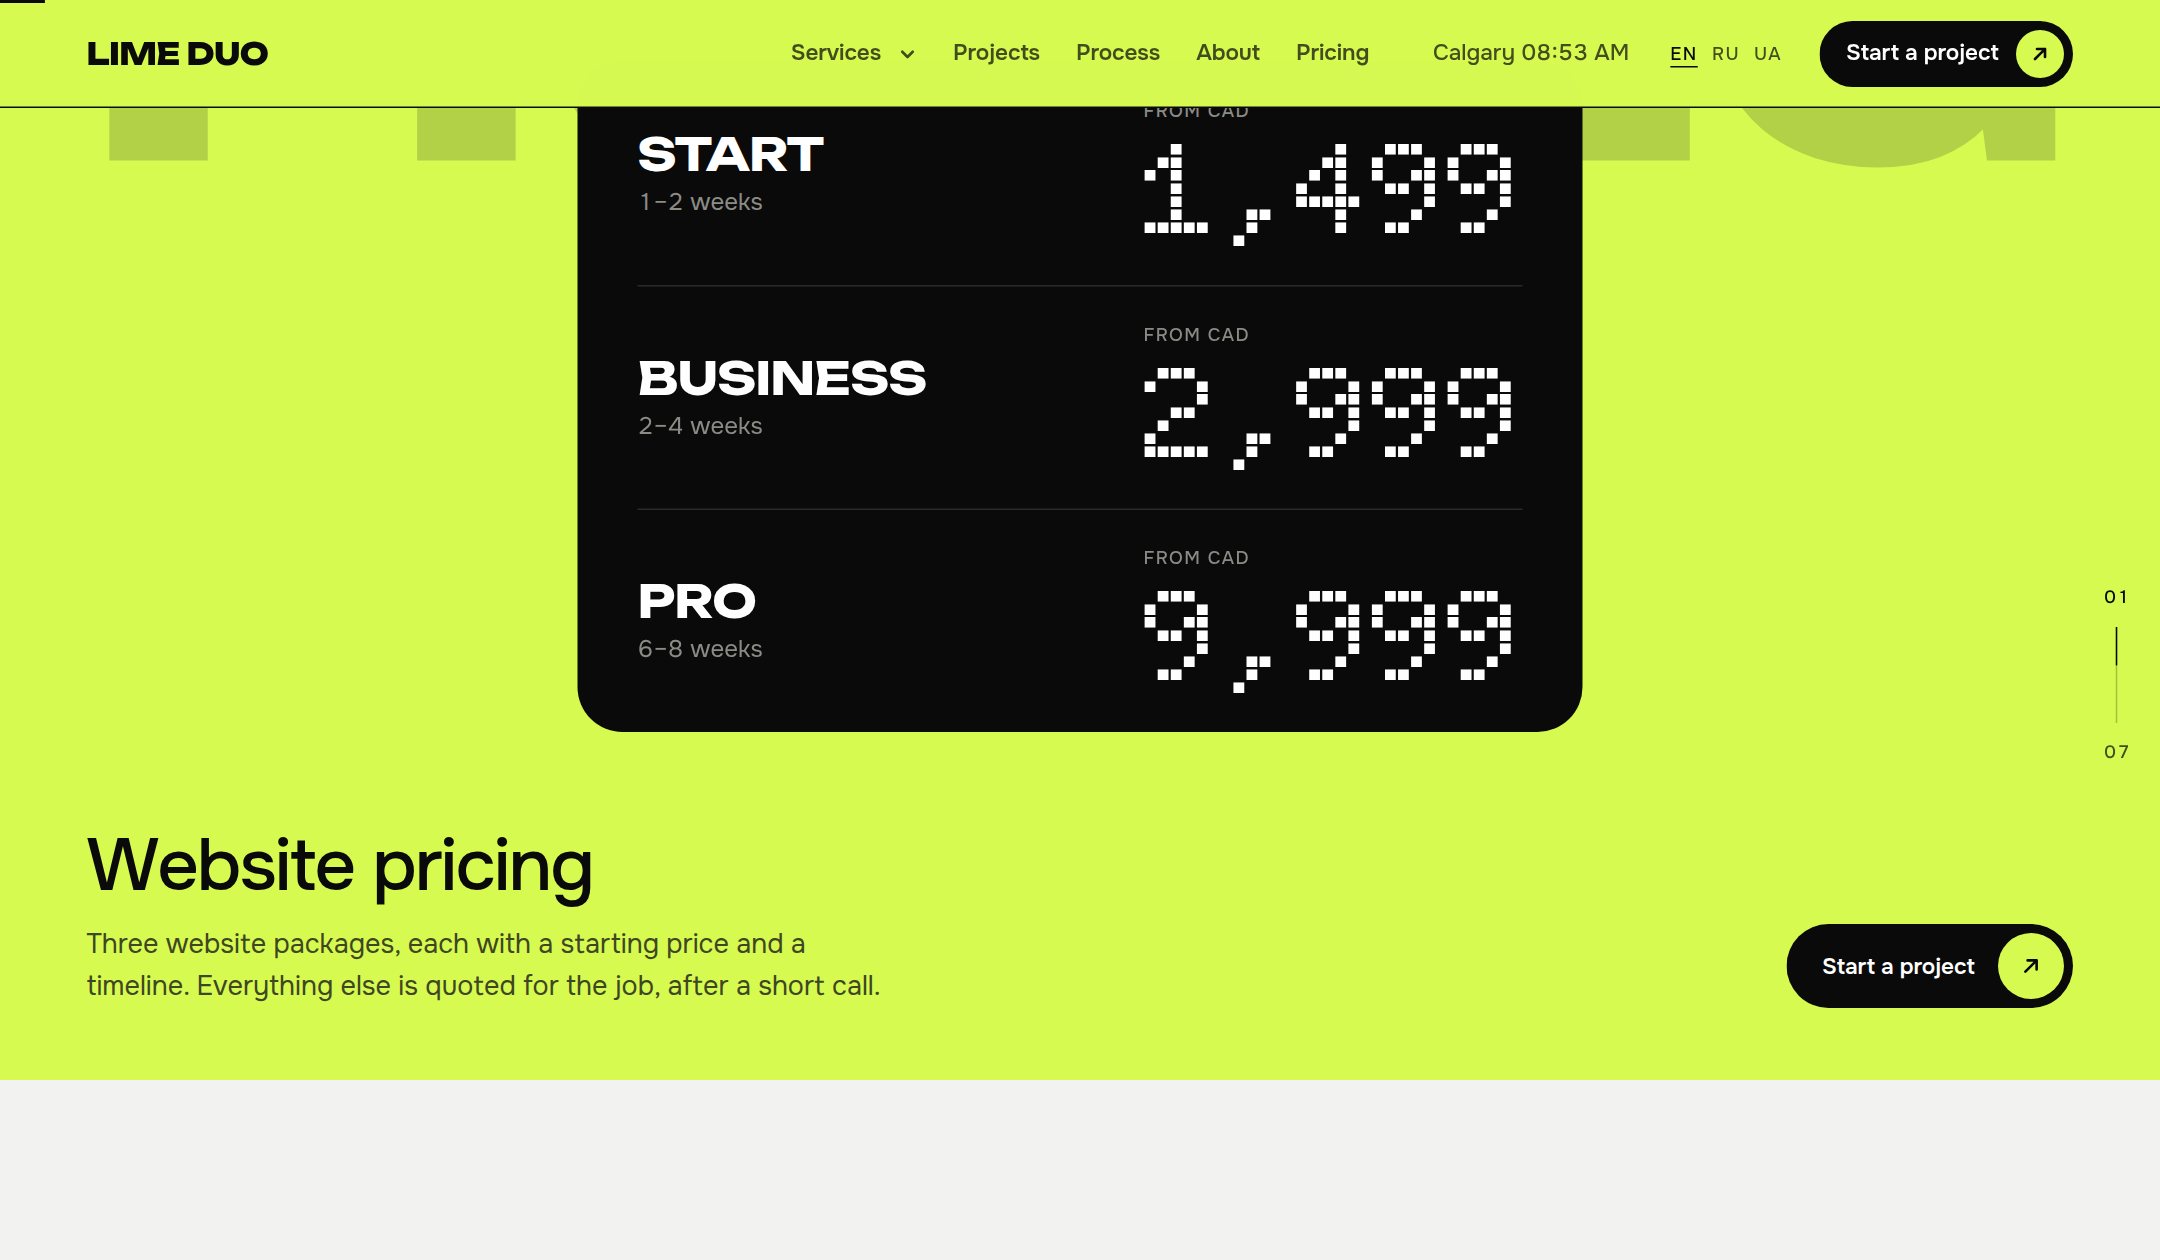 LIME DUO
Services Projects Process About Pricing Calgary 08:53 AM EN RU UA Start a project
FROM CAD
START 1,499
1–2 weeks
FROM CAD
BUSINESS 2,999
2–4 weeks
FROM CAD
PRO 9,999
6–8 weeks
01
07
Website pricing
Three website packages, each with a starting price and a
timeline. Everything else is quoted for the job, after a short call.
Start a project